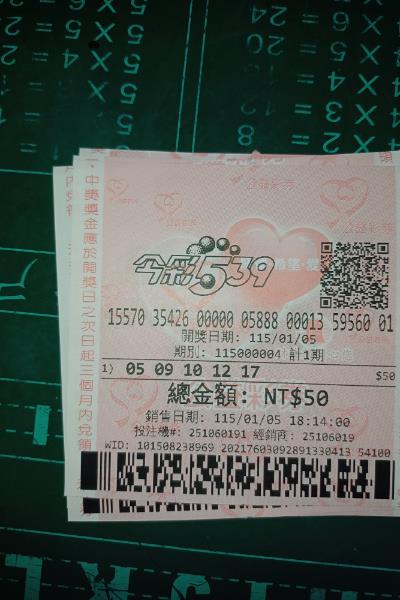 今彩539
15570 35426 00000 05888 00013 59560 01
開獎日期: 115/01/05
期別: 115000004 計1期
1) 05 09 10 12 17 $50
總金額: NT$50
銷售日期: 115/01/05 18:14:00
投注機#: 251060191 經銷商: 25106019
WID: 101508238969 20217603092891330413 54100
一、中獎獎金應於開獎日之次日起三個月內兌領